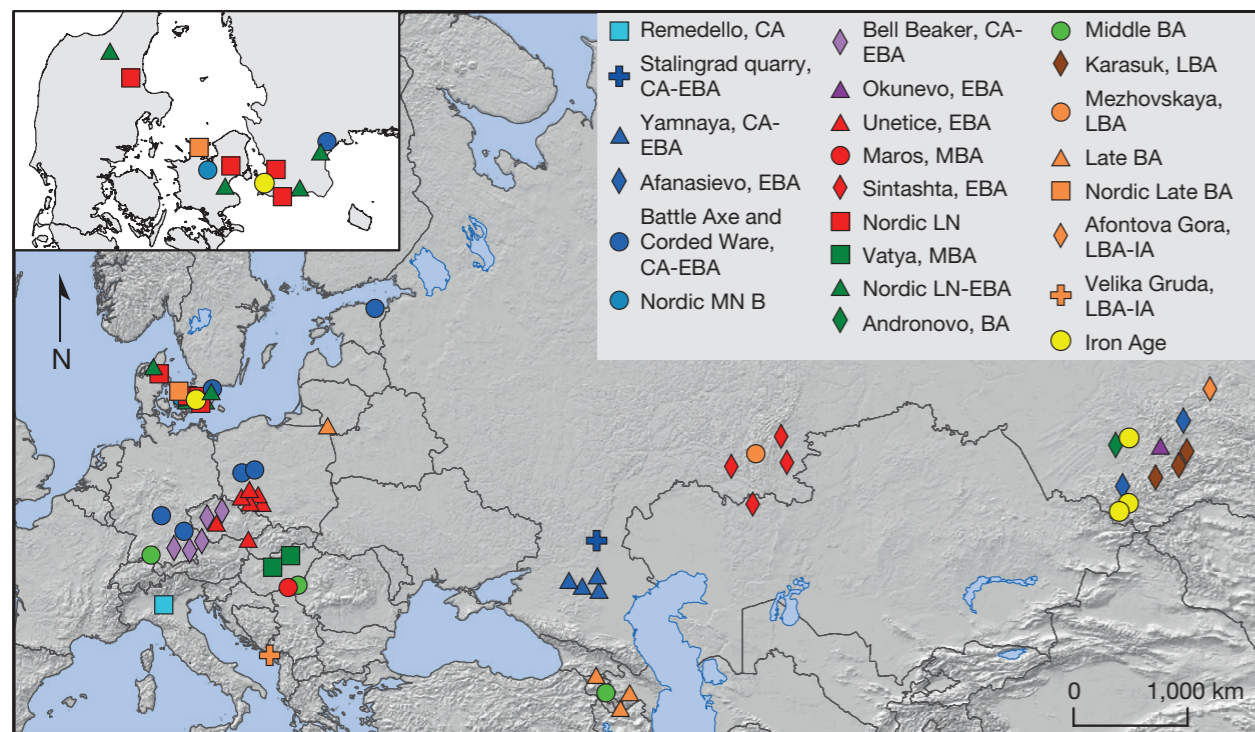 Remedello, CA
Stalingrad quarry,
CA-EBA
Yamnaya, CA-
EBA
Afanasievo, EBA
Battle Axe and
Corded Ware,
CA-EBA
Nordic MN B
Bell Beaker, CA-
EBA
Okunevo, EBA
Unetice, EBA
Maros, MBA
Sintashta, EBA
Nordic LN
Vatya, MBA
Nordic LN-EBA
Andronovo, BA
Middle BA
Karasuk, LBA
Mezhovskaya,
LBA
Late BA
Nordic Late BA
Afontova Gora,
LBA-IA
Velika Gruda,
LBA-IA
Iron Age
N
0 1,000 km